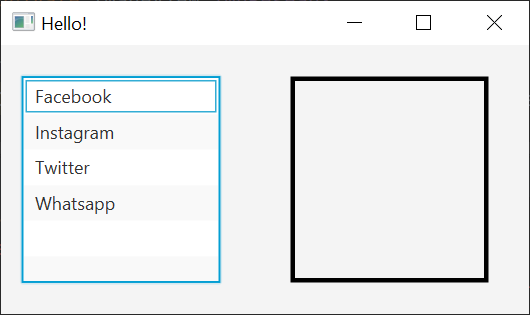 Hello!
Facebook
Instagram
Twitter
Whatsapp